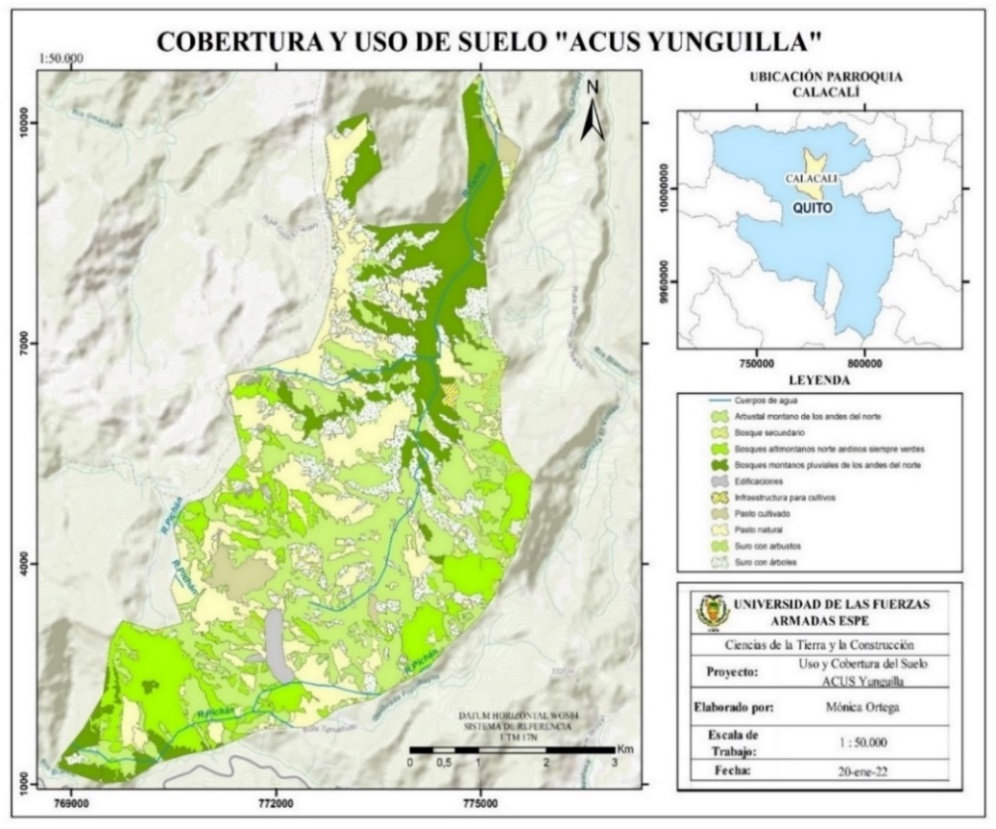 COBERTURA Y USO DE SUELO "ACUS YUNGUILLA"
1:50.000
N
10000
7000
4000
1000
769000
772000
775000
R.Pichán
R.Pichán
R.Pichán
R.Pichán
DATUM HORIZONTAL WGS84
SISTEMA DE REFERENCIA
UTM 17N
0 0,5 1 2 3 Km
UBICACIÓN PARROQUIA
CALACALÍ
CALACALI
QUITO
10000000
9960000
750000
800000
LEYENDA
Cuerpos de agua
Arbustal montano de los andes del norte
Bosque secundario
Bosques altimontanos norte andinos siempre verdes
Bosques montanos pluviales de los andes del norte
Edificaciones
Infraestructura para cultivos
Pasto cultivado
Pasto natural
Suro con arbustos
Suro con árboles
UNIVERSIDAD DE LAS FUERZAS
ARMADAS ESPE
Ciencias de la Tierra y la Construcción
Proyecto: Uso y Cobertura del Suelo
ACUS Yunguilla
Elaborado por: Mónica Ortega
Escala de
Trabajo: 1 : 50.000
Fecha: 20-ene-22